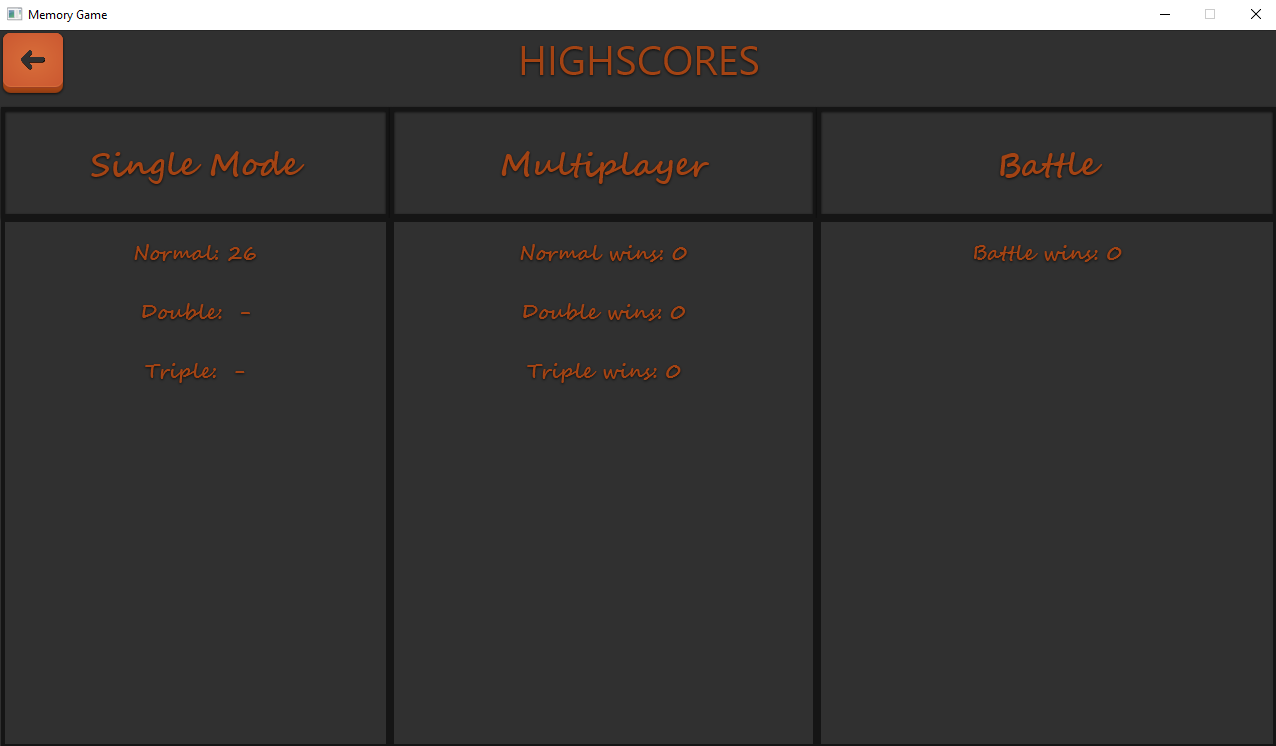 Memory Game
HIGHSCORES
Single Mode
Multiplayer
Battle
Normal: 26
Double: -
Triple: -
Normal wins: 0
Double wins: 0
Triple wins: 0
Battle wins: 0